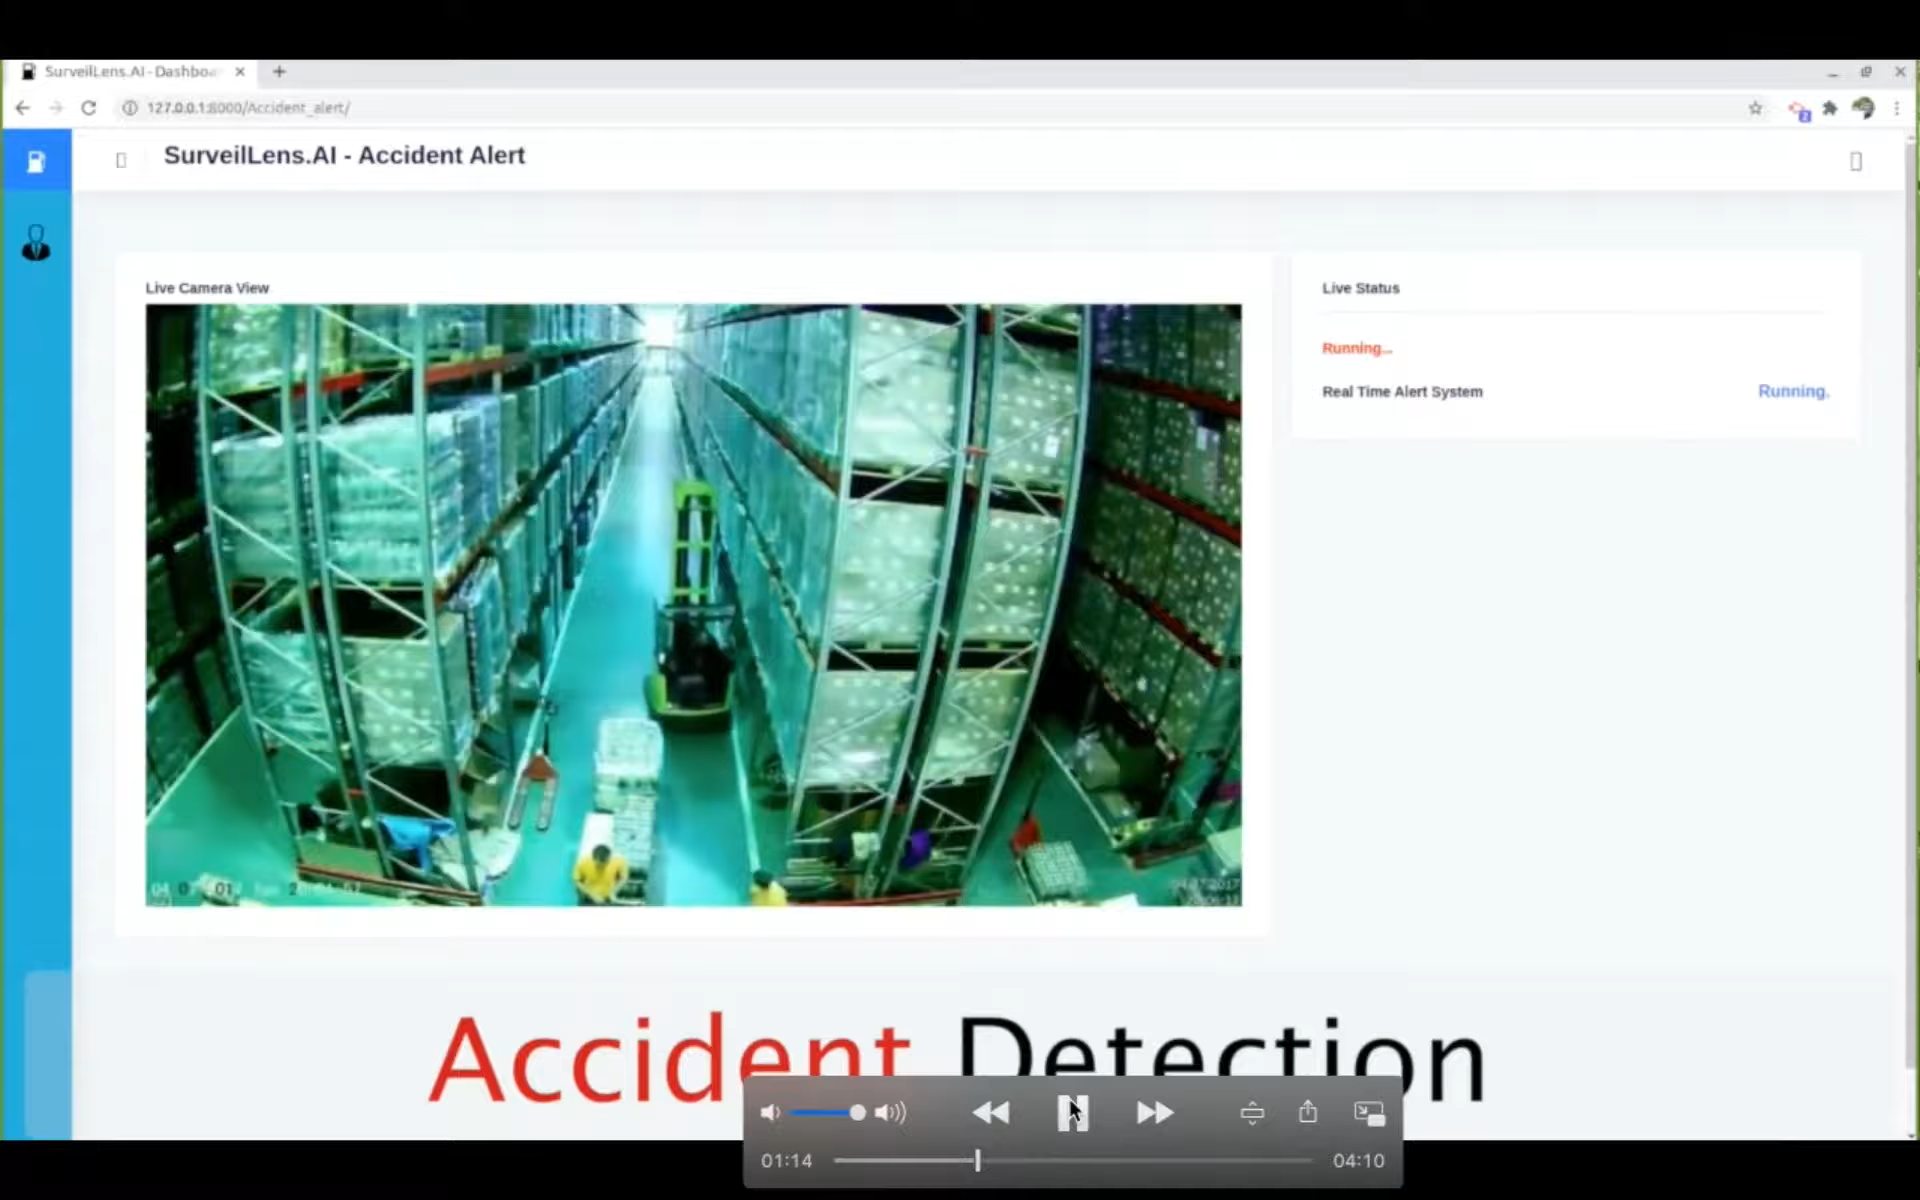 SurveilLens.AI - Dashboa
127.0.0.1:8000/Accident_alert/
2
SurveilLens.AI - Accident Alert
Live Camera View
Live Status
Running...
Real Time Alert System
Running.
Accident Detection
01:14
04:10